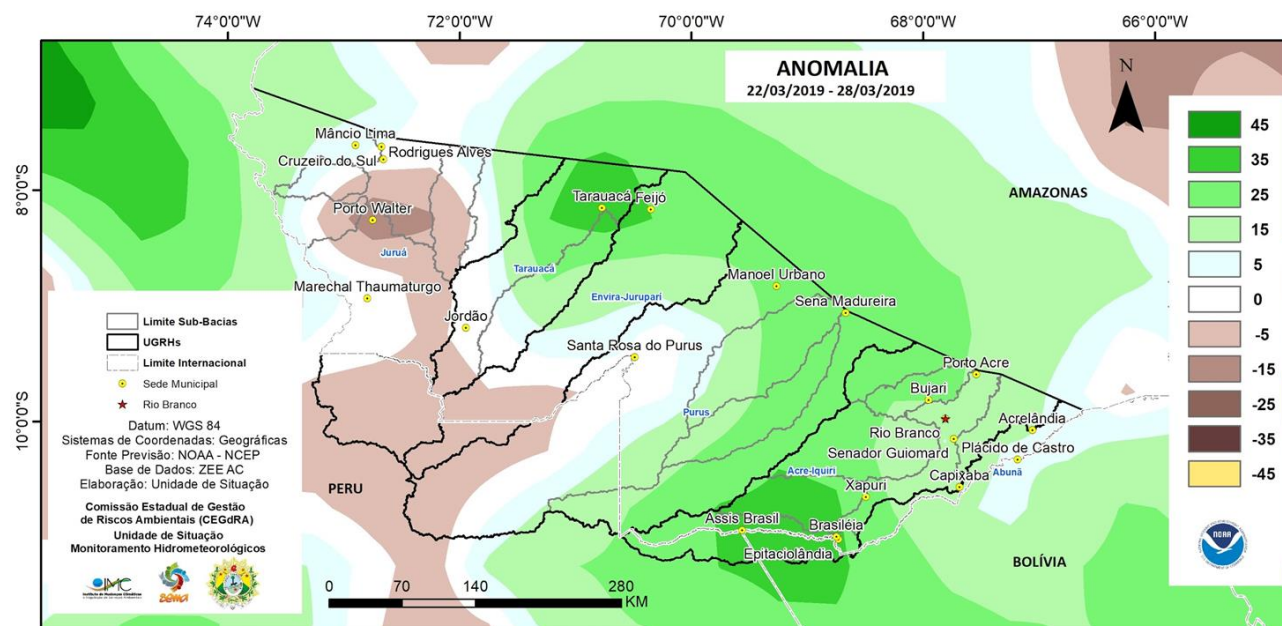 74°0'0"W
72°0'0"W
70°0'0"W
68°0'0"W
66°0'0"W
8°0'0"S
10°0'0"S
ANOMALIA
22/03/2019 - 28/03/2019
N
45
35
25
15
5
0
-5
-15
-25
-35
-45
AMAZONAS
Mâncio Lima
Rodrigues Alves
Cruzeiro do Sul
Porto Walter
Juruá
Marechal Thaumaturgo
Tarauacá
Feijó
Tarauacá
Envira-Jurupari
Jordão
Manoel Urbano
Sena Madureira
Santa Rosa do Purus
Purus
Porto Acre
Bujari
Rio Branco
Acrelândia
Senador Guiomard
Plácido de Castro
Acre-Iquiri
Abunã
Capixaba
Xapuri
Assis Brasil
Brasiléia
Epitaciolândia
PERU
BOLÍVIA
Limite Sub-Bacias
UGRHs
Limite Internacional
Sede Municipal
Rio Branco
Datum: WGS 84
Sistemas de Coordenadas: Geográficas
Fonte Previsão: NOAA - NCEP
Base de Dados: ZEE AC
Elaboração: Unidade de Situação
Comissão Estadual de Gestão
de Riscos Ambientais (CEGdRA)
Unidade de Situação
Monitoramento Hidrometeorológicos
IMC
sema
0
70
140
280
KM
NOAA